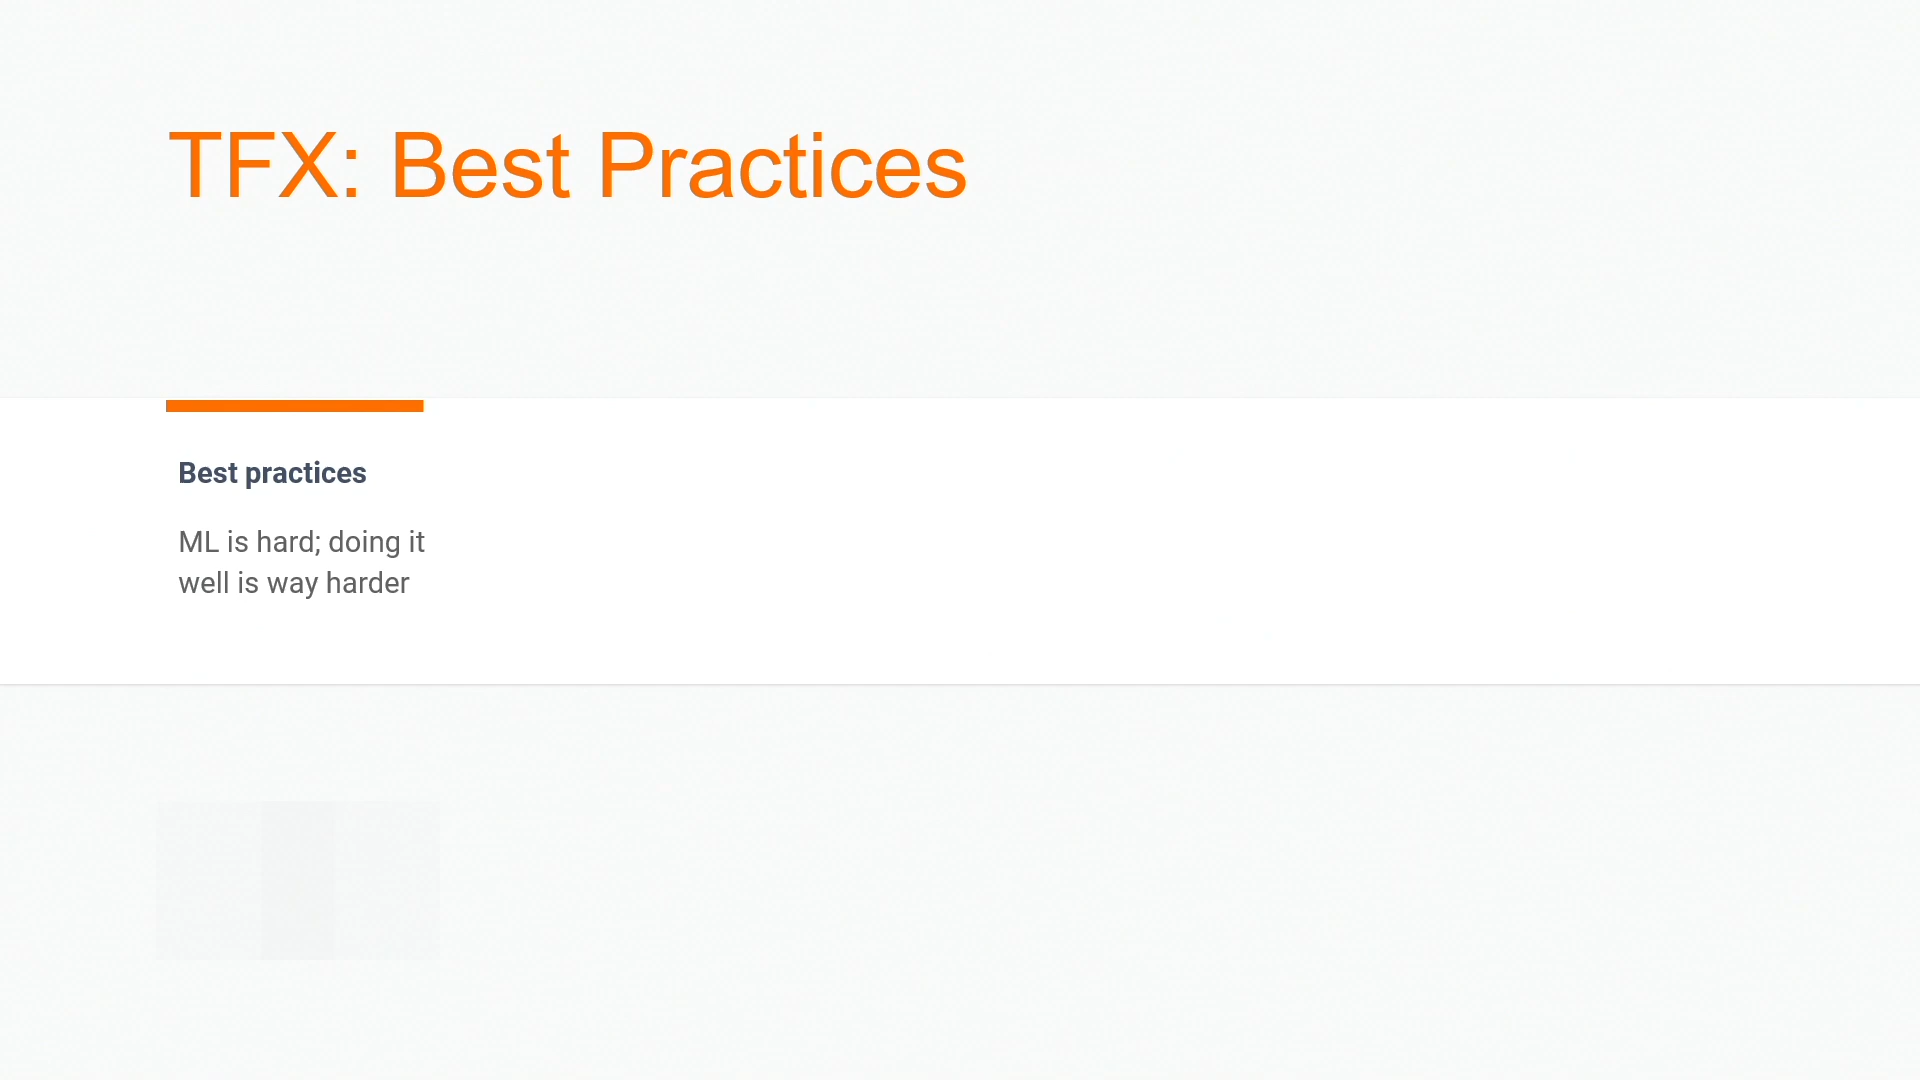 TFX: Best Practices
Best practices
ML is hard; doing it
well is way harder